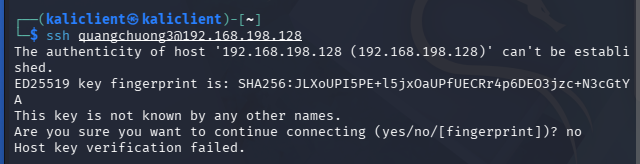 ┌──(kaliclient㉿kaliclient)-[~]
└─$ ssh quangchuong3@192.168.198.128
The authenticity of host '192.168.198.128 (192.168.198.128)' can't be establi
shed.
ED25519 key fingerprint is: SHA256:JLXoUPI5PE+l5jxOaUPfUECRr4p6DEO3jzc+N3cGtY
A
This key is not known by any other names.
Are you sure you want to continue connecting (yes/no/[fingerprint])? no
Host key verification failed.